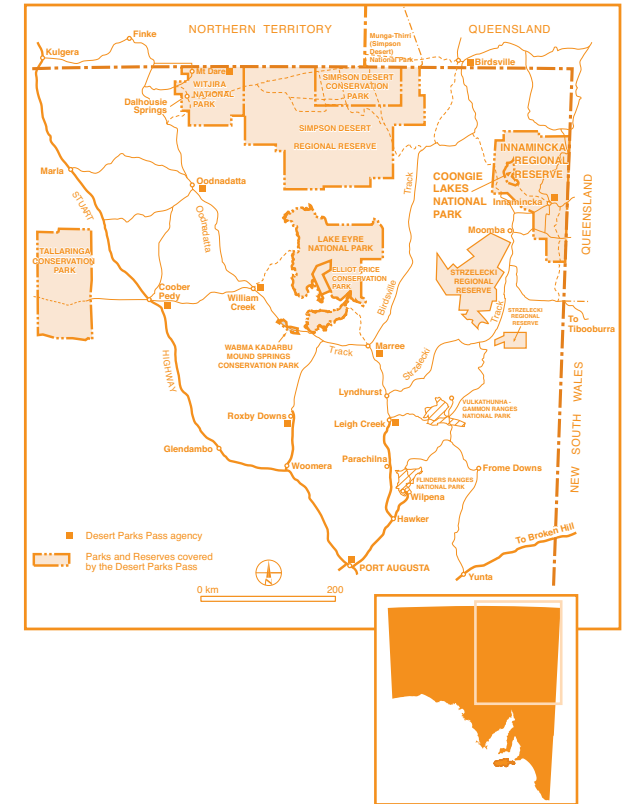 NORTHERN TERRITORY
QUEENSLAND
Finke
Kulgera
Munga-Thirri
(Simpson
Desert)
National Park
Birdsville
Mt Dare
WITJIRA
NATIONAL
PARK
Dalhousie
Springs
SIMPSON DESERT
CONSERVATION
PARK
SIMPSON DESERT
REGIONAL RESERVE
INNAMINCKA
REGIONAL
RESERVE
COONGIE
LAKES
NATIONAL
PARK
Innamincka
QUEENSLAND
Marla
STUART
Oodnadatta
Oodnadatta
Track
Moomba
TALLARINGA
CONSERVATION
PARK
LAKE EYRE
NATIONAL PARK
ELLIOT PRICE
CONSERVATION
PARK
STRZELECKI
REGIONAL
RESERVE
Coober
Pedy
William
Creek
Birdsville
Track
STRZELECKI
REGIONAL
RESERVE
To
Tibooburra
WABMA KADARBU
MOUND SPRINGS
CONSERVATION PARK
Track
Marree
Strzelecki
HIGHWAY
Lyndhurst
VULKATHUNHA -
GAMMON RANGES
NATIONAL PARK
Roxby Downs
Leigh Creek
NEW SOUTH WALES
Glendambo
Woomera
Parachilna
Frome Downs
FLINDERS RANGES
NATIONAL PARK
Wilpena
Hawker
Desert Parks Pass agency
To Broken Hill
Parks and Reserves covered
by the Desert Parks Pass
PORT AUGUSTA
Yunta
0 km
200